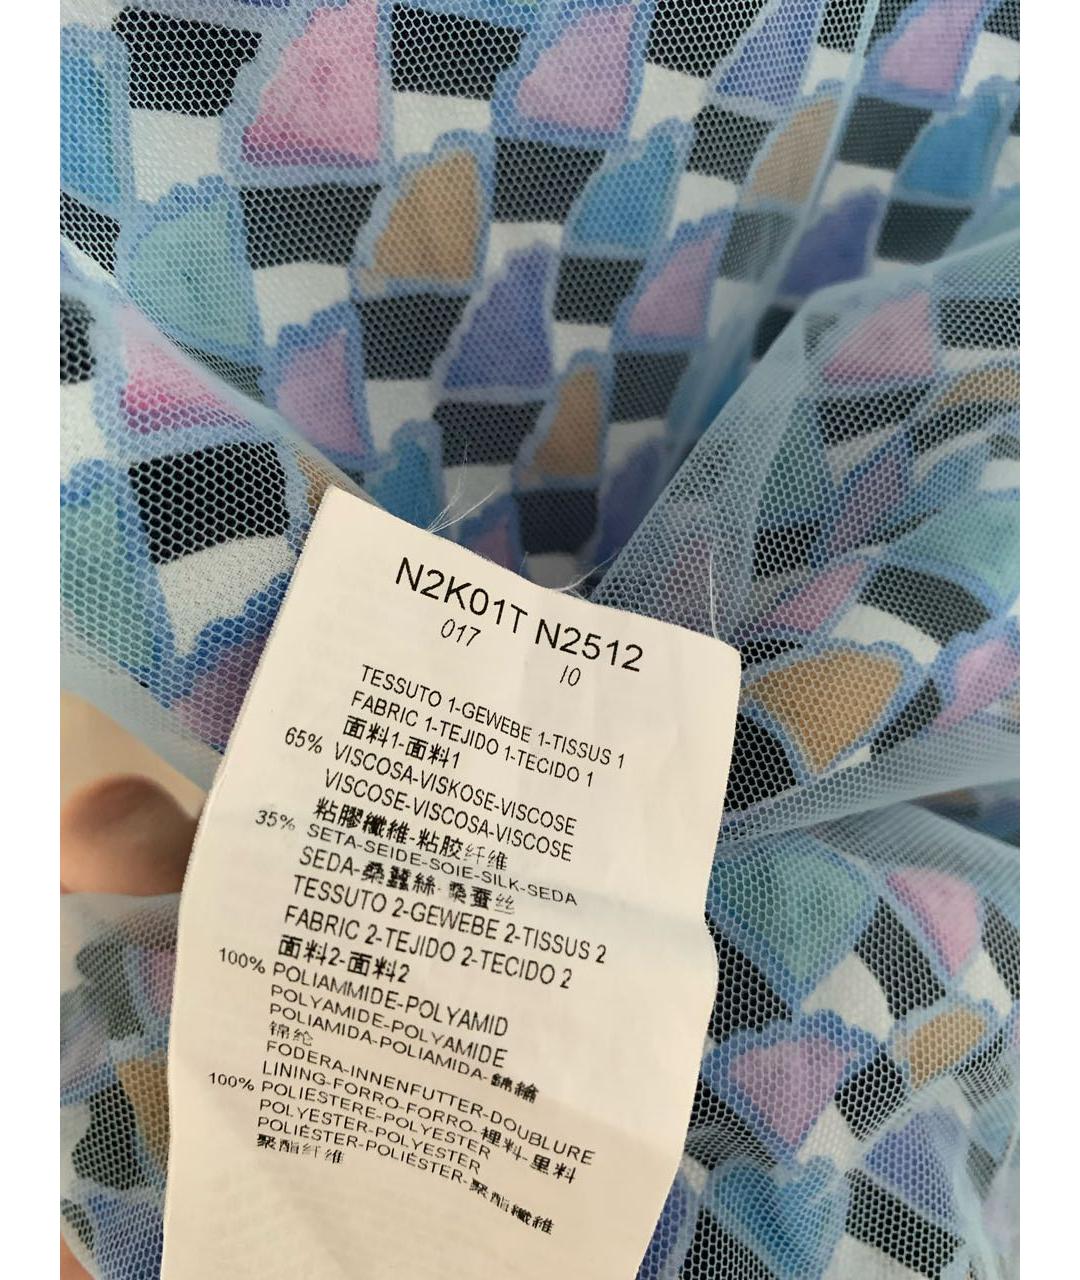 N2K01T N2512
017 10
TESSUTO 1-GEWEBE 1-TISSUS 1
FABRIC 1-TEJIDO 1-TECIDO 1
面料1-面料1
65% VISCOSA-VISKOSE-VISCOSE
VISCOSE-VISCOSA-VISCOSE
粘膠纖維-粘胶纤维
35% SETA-SEIDE-SOIE-SILK-SEDA
SEDA-桑蠶絲-桑蚕丝
TESSUTO 2-GEWEBE 2-TISSUS 2
FABRIC 2-TEJIDO 2-TECIDO 2
面料2-面料2
100% POLIAMMIDE-POLYAMID
POLYAMIDE-POLYAMIDE
POLIAMIDA-POLIAMIDA-錦綸
锦纶
FODERA-INNENFUTTER-DOUBLURE
LINING-FORRO-FORRO-裡料-里料
100% POLIESTERE-POLYESTER
POLYESTER-POLYESTER
POLIÉSTER-POLIÉSTER-聚酯纖維
聚酯纤维